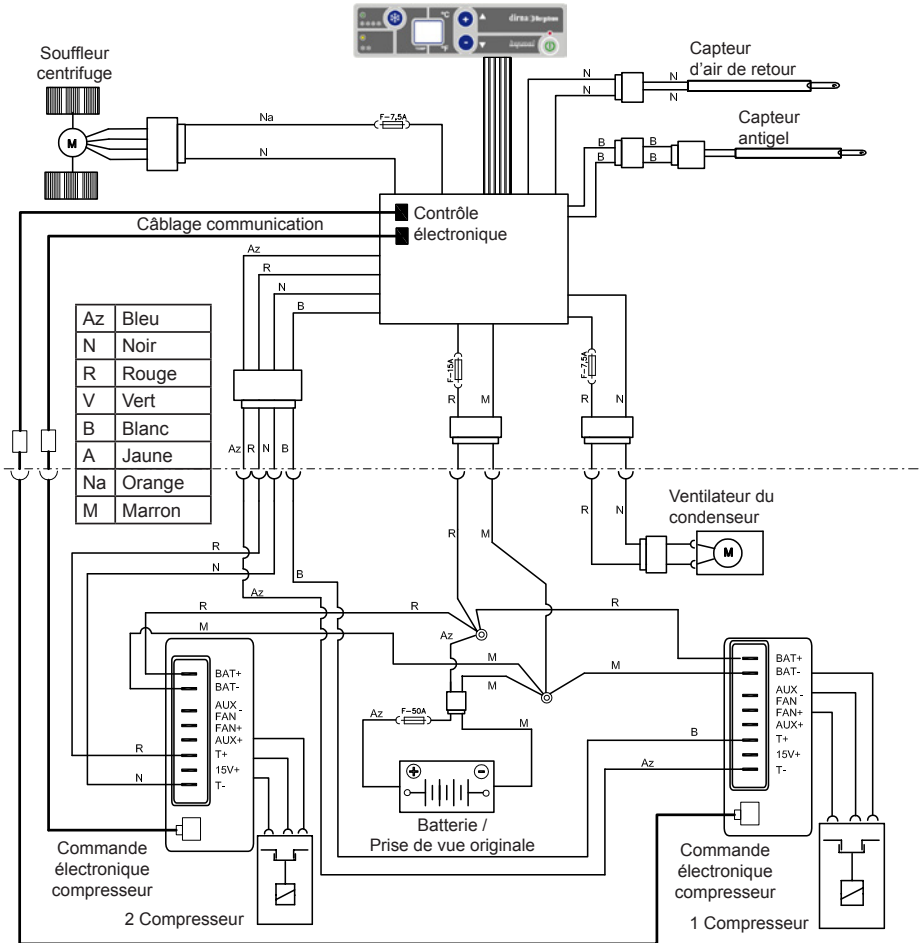 °C
°F
dirna
Souffleur
centrifuge
M
Na
F-7,5A
N
N
N
N
N
Capteur
d'air de retour
B
B
B
B
Capteur
antigel
Contrôle
électronique
Câblage communication
Az
R
N
B
Az Bleu
N Noir
R Rouge
V Vert
B Blanc
A Jaune
Na Orange
M Marron
F-15A
F-7,5A
R
M
R
N
Az
R
N
B
R
M
R
N
Ventilateur du
condenseur
M
R
N
B
Az
R
R
R
M
Az
M
M
M
Az
F-50A
M
Batterie /
Prise de vue originale
BAT+
BAT-
AUX -
FAN
FAN+
AUX+
T+
15V+
T-
R
N
Commande
électronique
compresseur
2 Compresseur
BAT+
BAT-
AUX -
FAN
FAN+
AUX+
T+
15V+
T-
B
Az
Commande
électronique
compresseur
1 Compresseur